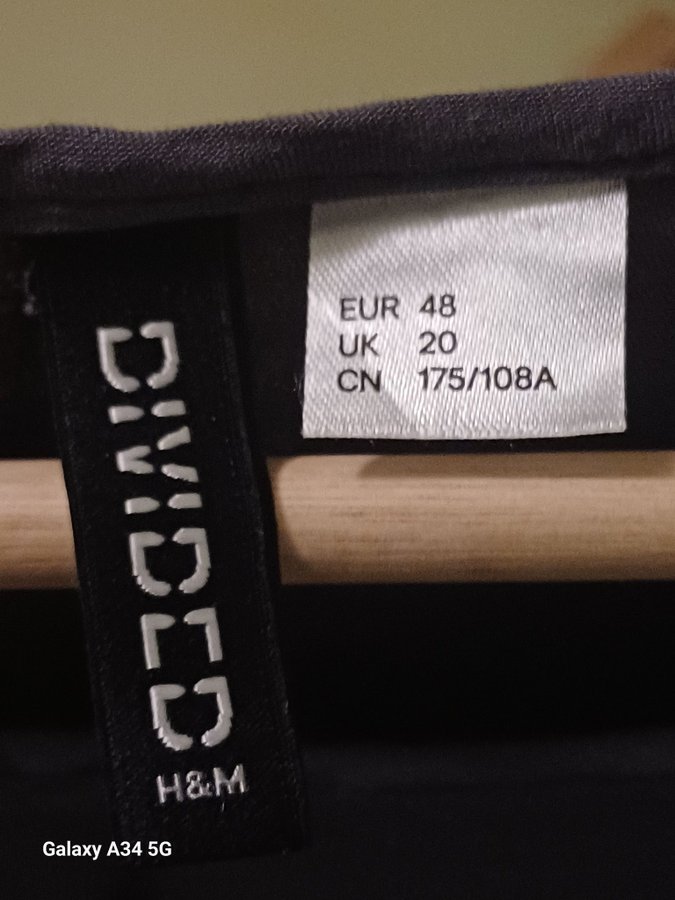 DIVIDED
H&M
EUR 48
UK 20
CN 175/108A
Galaxy A34 5G